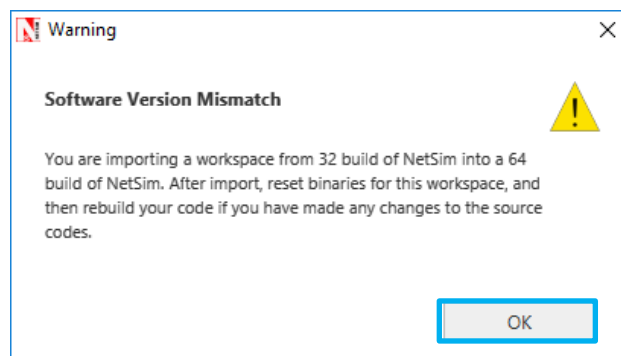 Warning
Software Version Mismatch
You are importing a workspace from 32 build of NetSim into a 64
build of NetSim. After import, reset binaries for this workspace, and
then rebuild your code if you have made any changes to the source
codes.
OK